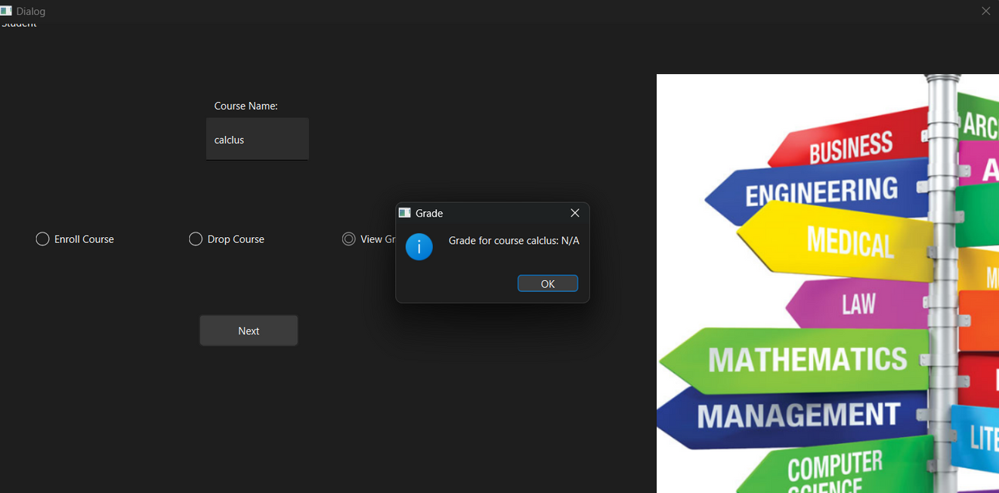 Dialog
Student
Course Name:
calclus
Enroll Course
Drop Course
View Gr
Grade
Grade for course calclus: N/A
OK
Next
BUSINESS
ENGINEERING
MEDICAL
LAW
MATHEMATICS
MANAGEMENT
COMPUTER
SCIENCE
ARC
A
M
LITE